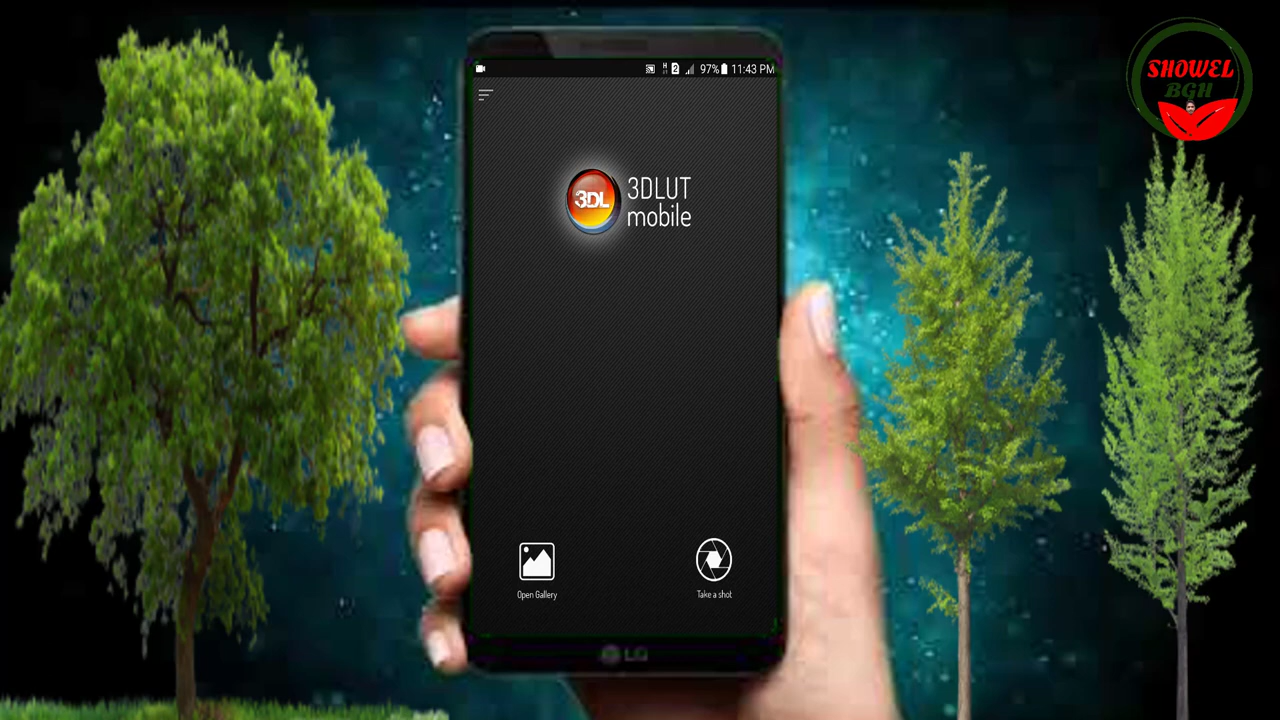 97% 11:43 PM
SHOWEL
BGH
3DL
3DLUT
mobile
Open Gallery
Take a shot
LG